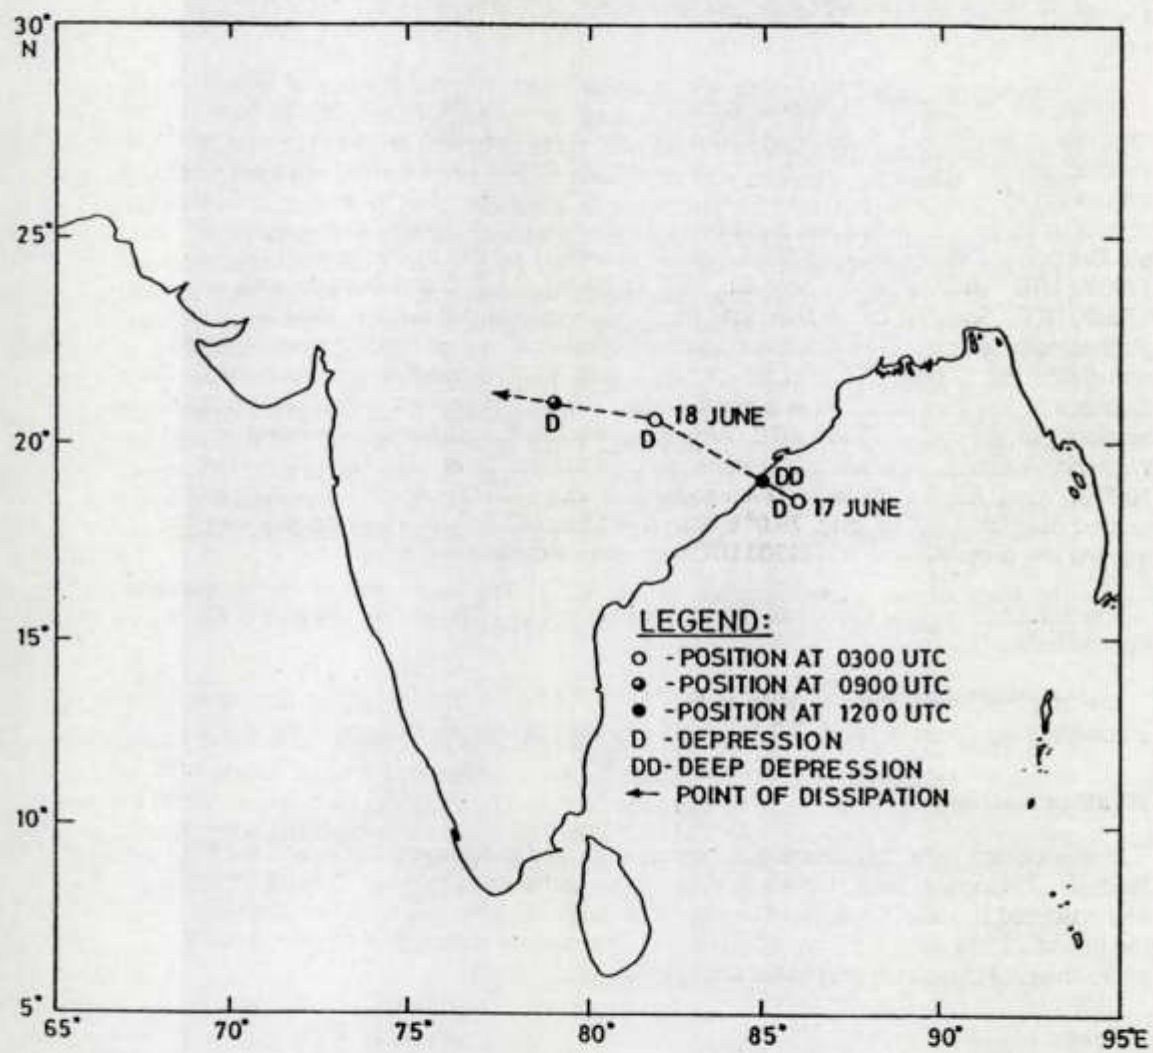 30°
N
25°
20°
15°
10°
5°
D
D
18 JUNE
DD
D
17 JUNE
LEGEND:
○ - POSITION AT 0300 UTC
◕ - POSITION AT 0900 UTC
● - POSITION AT 1200 UTC
D - DEPRESSION
DD - DEEP DEPRESSION
← POINT OF DISSIPATION
65° 70° 75° 80° 85° 90° 95°E